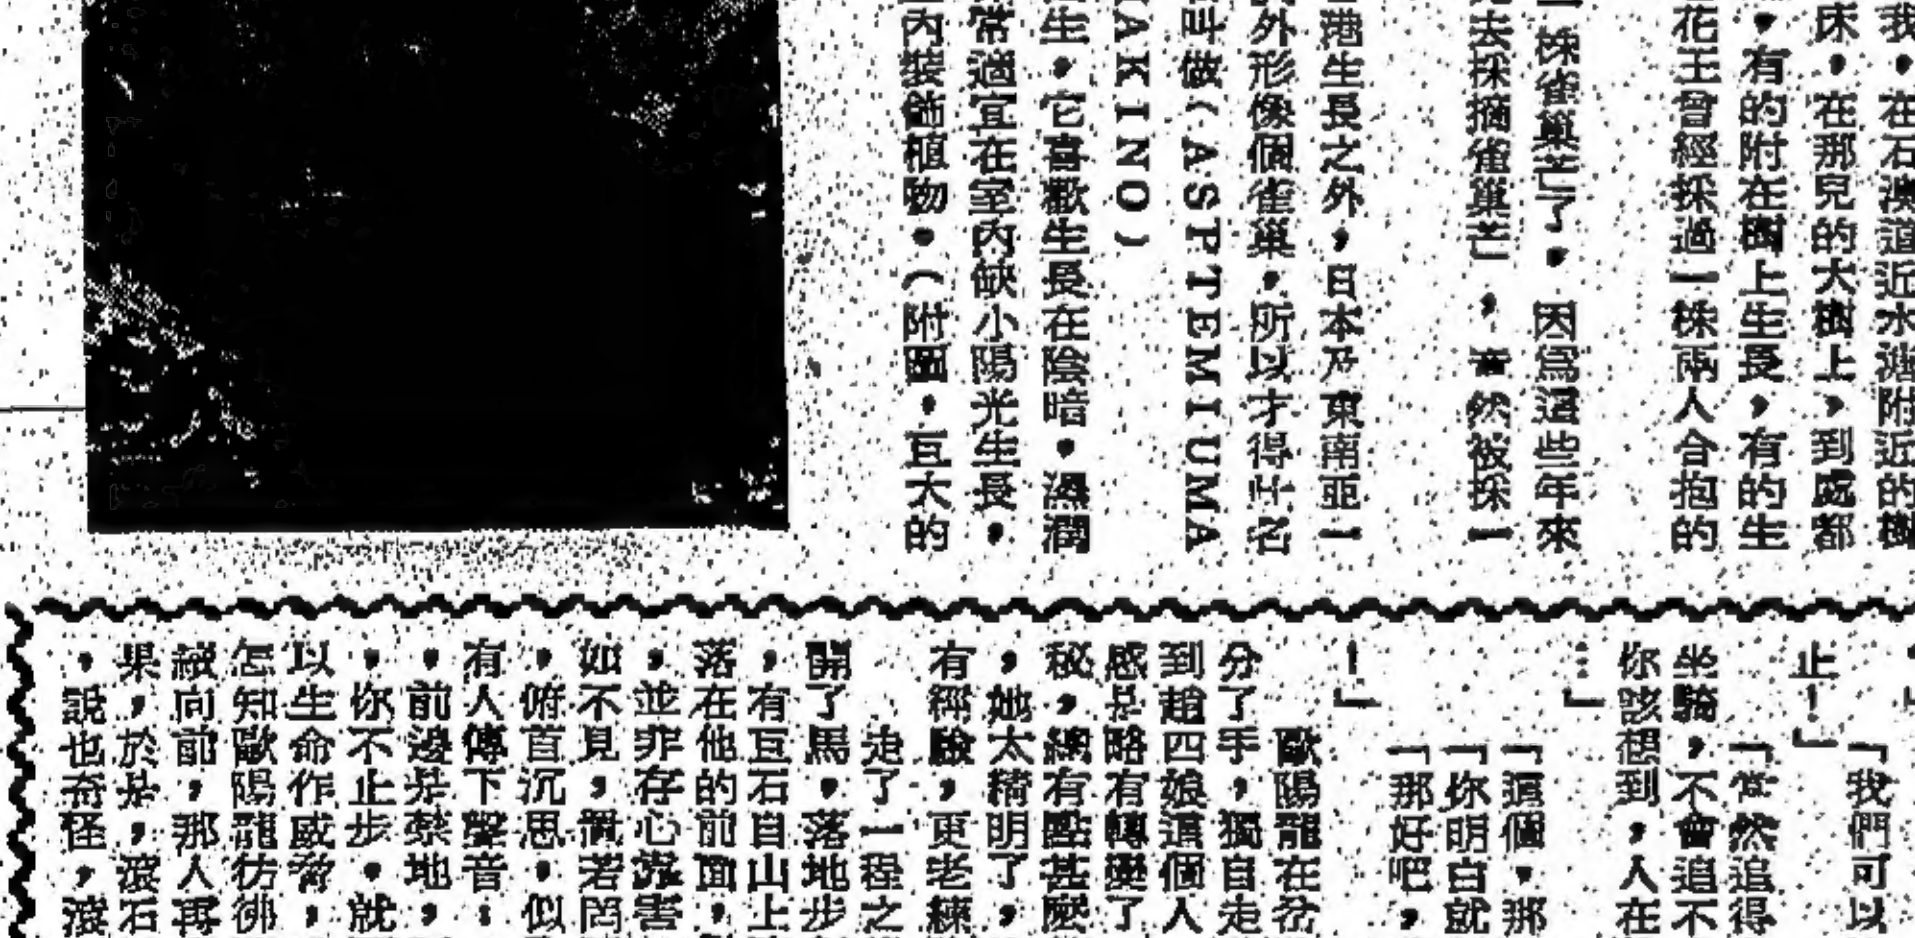 我，在石澳道近水塘附近的樹
床，在那兒的大樹上，到處都
，有的附在樹上生長，有的生
花王曾經採過一株兩人合抱的
一株雀巢芒了，因爲這些年來
去採摘雀巢芒，竟然被採一
港生長之外，日本及東南亞一
外形像個雀巢，所以才得此名
叫做（ASPTEMIUMA
MAKINO）
生，它喜歡生長在陰暗，濕潤
常適宜在室內缺小陽光生長，
內裝飾植物。（附圖，巨大的
「我們可以
止！」
「當然追得
坐騎，不會追不
你該想到，人在
…」
「這個，那
「你明白就
「那好吧，
！」
歐陽龍在岔
分了手，獨自走
到趙四娘這個人
感是略有轉變了
秘，總有點甚麽
，她太精明了，
有經驗，更老練
走了一程之
開了馬，落地步
，有巨石自山上
落在他的前面，
，並非存心施害
如不見，置若罔
，俯首沉思，似
有人傳下聲音：
，前邊是禁地，
，你不止步，就
以生命作威脅，
怎知歐陽龍彷彿
續向前，那人再
果，於是，滾石
，說也奇怪，滾